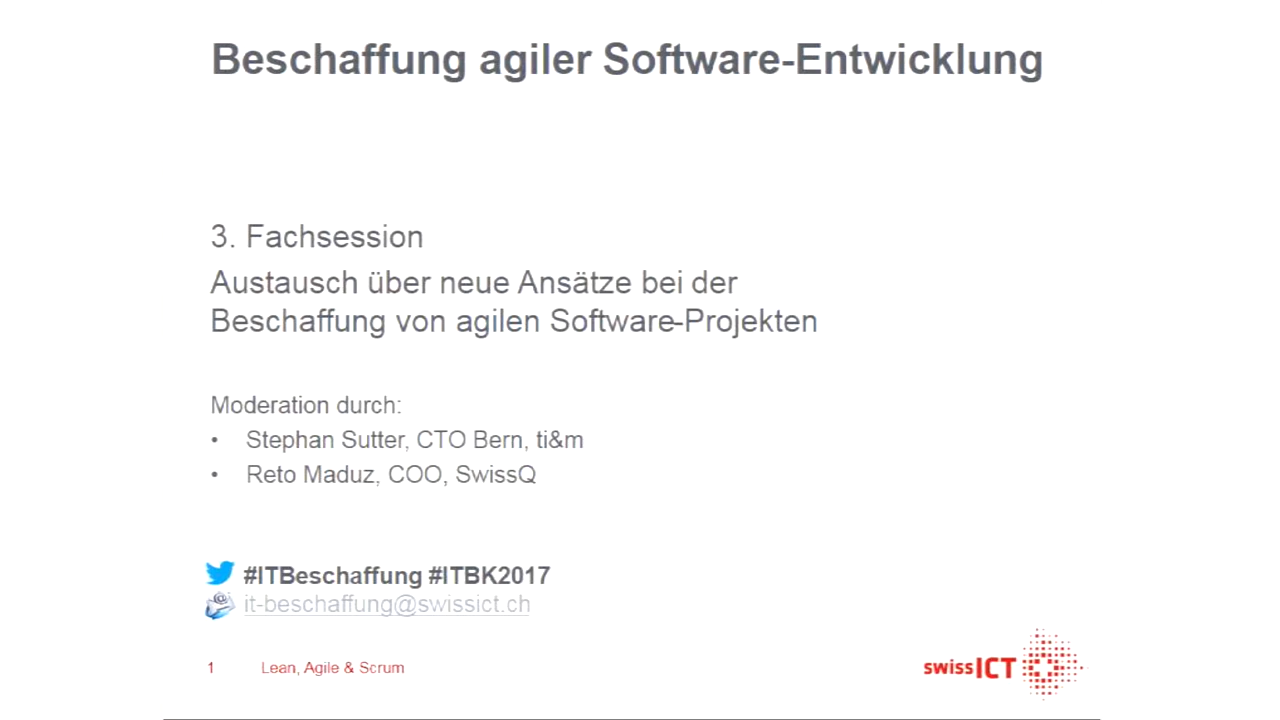 Beschaffung agiler Software-Entwicklung
3. Fachsession
Austausch über neue Ansätze bei der
Beschaffung von agilen Software-Projekten
Moderation durch:
• Stephan Sutter, CTO Bern, ti&m
• Reto Maduz, COO, SwissQ
#ITBeschaffung #ITBK2017
it-beschaffung@swissict.ch
1 Lean, Agile & Scrum
swissICT